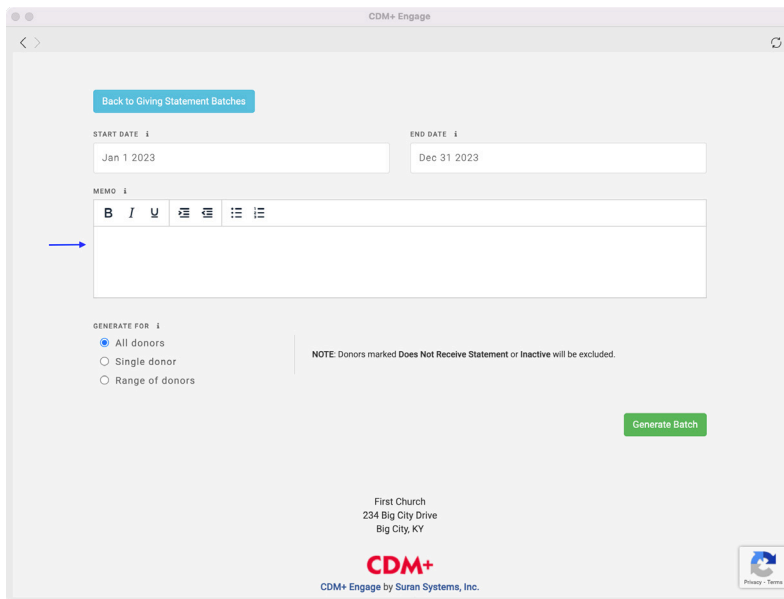 CDM+ Engage
Back to Giving Statement Batches
START DATE i
END DATE i
Jan 1 2023
Dec 31 2023
MEMO i
B I U
GENERATE FOR i
All donors
Single donor
Range of donors
NOTE: Donors marked Does Not Receive Statement or Inactive will be excluded.
Generate Batch
First Church
234 Big City Drive
Big City, KY
CDM+
CDM+ Engage by Suran Systems, Inc.
Privacy - Terms